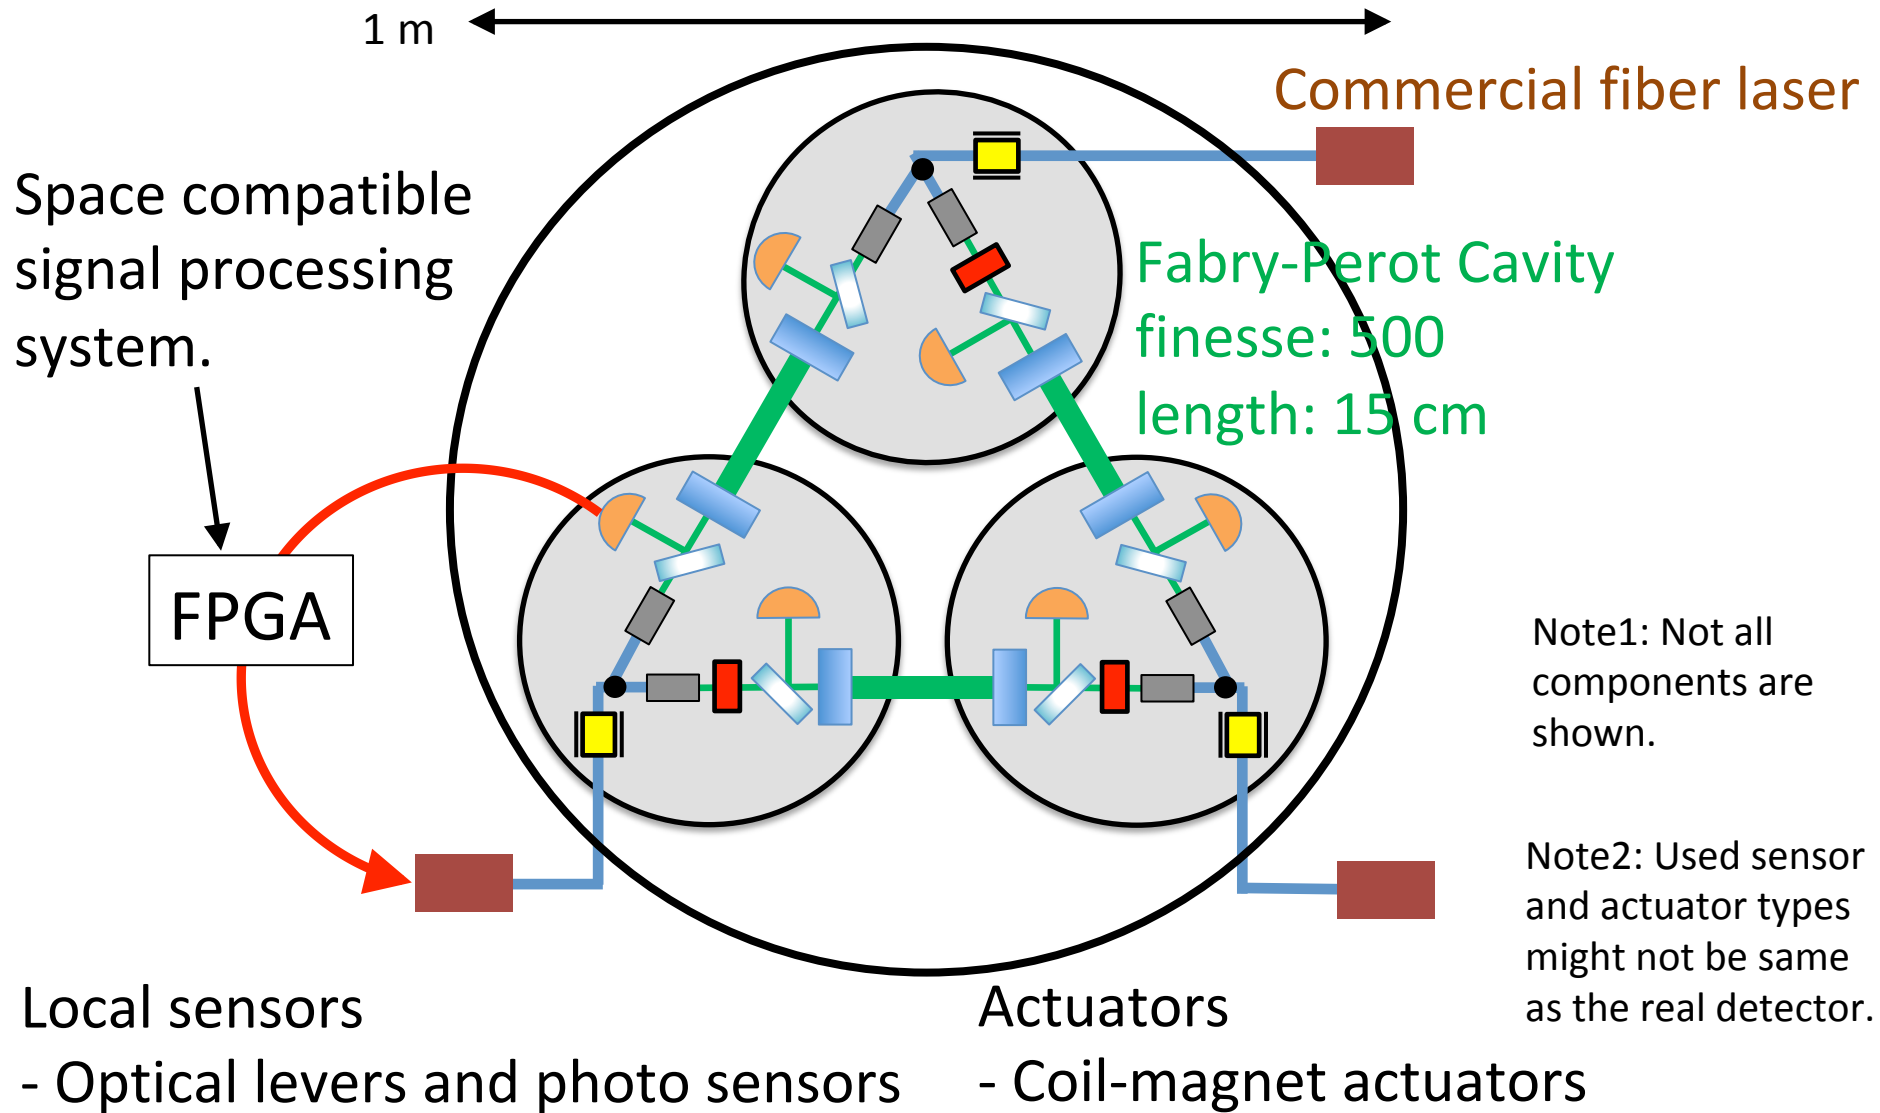 1 m
Commercial fiber laser
Space compatible
signal processing
system.
Fabry-Perot Cavity
finesse: 500
length: 15 cm
FPGA
Note1: Not all
components are
shown.
Note2: Used sensor
and actuator types
might not be same
as the real detector.
Local sensors
- Optical levers and photo sensors
Actuators
- Coil-magnet actuators